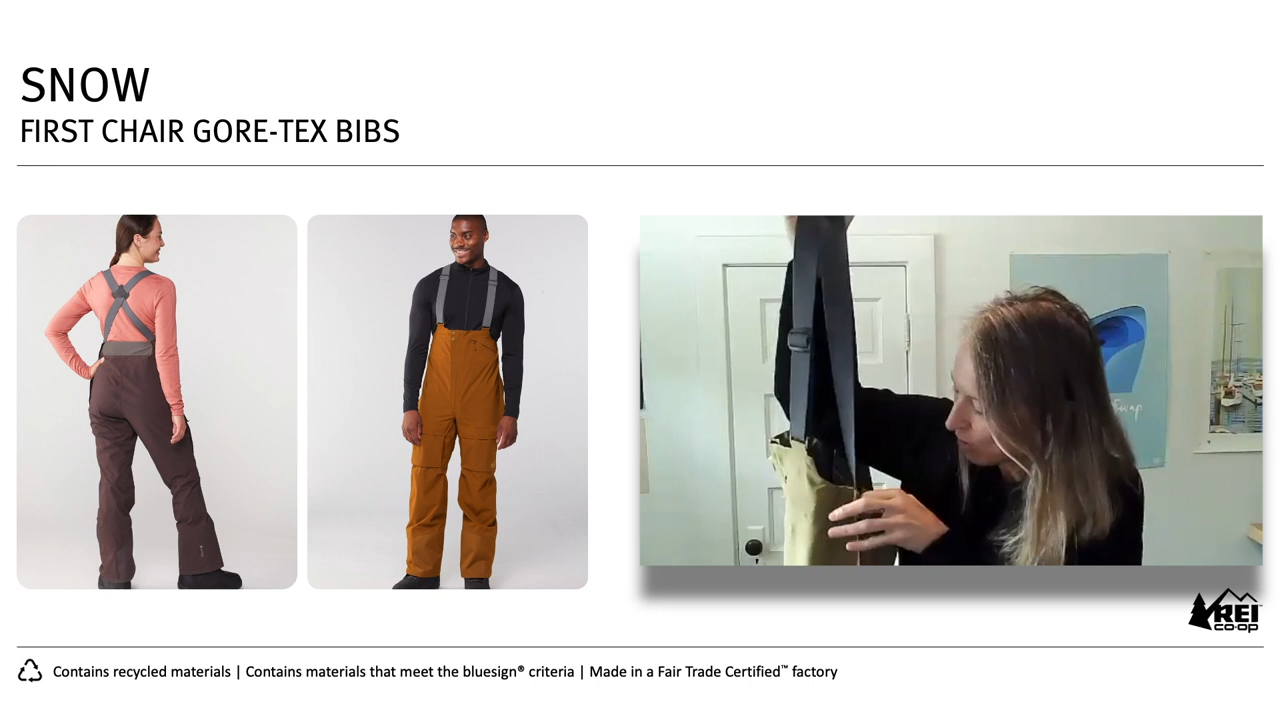 SNOW
FIRST CHAIR GORE-TEX BIBS
Swap
REI
co·op
Contains recycled materials | Contains materials that meet the bluesign® criteria | Made in a Fair Trade Certified™ factory